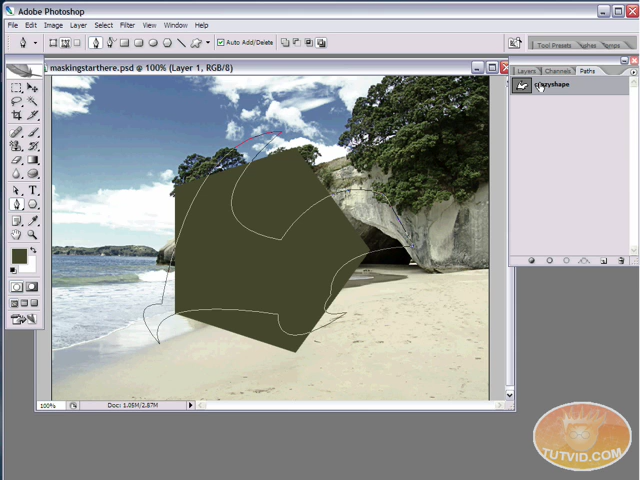 Adobe Photoshop
File Edit Image Layer Select Filter View Window Help
Auto Add/Delete
Tool Presets
maskingstarthere.psd @ 100% (Layer 1, RGB/8)
Layers Channels Paths
100% Doc: 1.05M/2.87M
TUTVID.COM